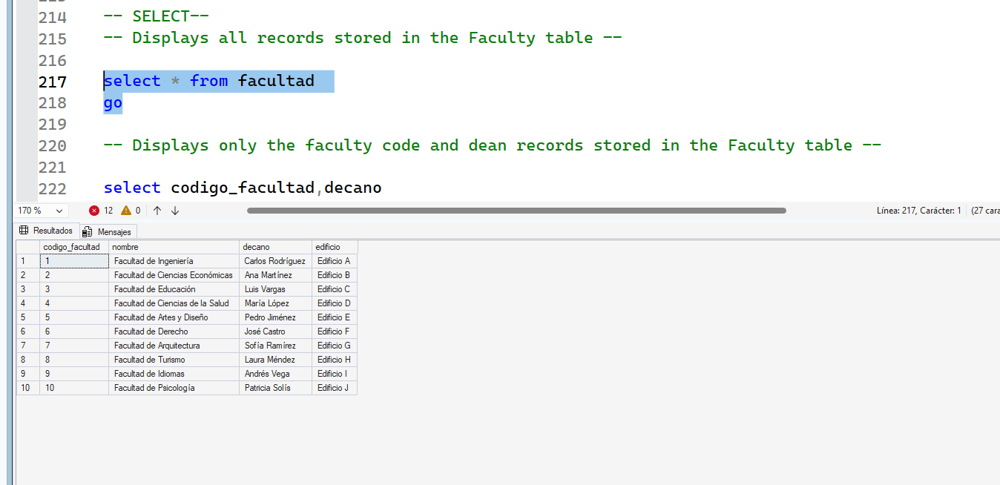 214 -- SELECT--
215 -- Displays all records stored in the Faculty table --
216
217 select * from facultad
218 go
219
220 -- Displays only the faculty code and dean records stored in the Faculty table --
221
222 select codigo_facultad,decano
170 % 12 0 Línea: 217, Carácter: 1 (27 cara
Resultados Mensajes
codigo_facultad nombre decano edificio
1 1 Facultad de Ingeniería Carlos Rodríguez Edificio A
2 2 Facultad de Ciencias Económicas Ana Martínez Edificio B
3 3 Facultad de Educación Luis Vargas Edificio C
4 4 Facultad de Ciencias de la Salud María López Edificio D
5 5 Facultad de Artes y Diseño Pedro Jiménez Edificio E
6 6 Facultad de Derecho José Castro Edificio F
7 7 Facultad de Arquitectura Sofía Ramírez Edificio G
8 8 Facultad de Turismo Laura Méndez Edificio H
9 9 Facultad de Idiomas Andrés Vega Edificio I
10 10 Facultad de Psicología Patricia Solís Edificio J